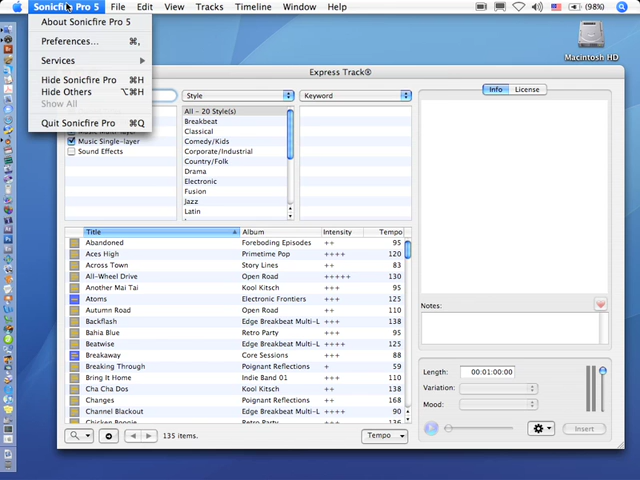 Sonicfire Pro 5 File Edit View Tracks Timeline Window Help (98%)
About Sonicfire Pro 5
Preferences... ⌘,
Services
Hide Sonicfire Pro ⌘H
Hide Others ⌥⌘H
Show All
Quit Sonicfire Pro ⌘Q
Macintosh HD
Express Track®
Style Keyword
Music Single-layer
Sound Effects
All - 20 Style(s)
Breakbeat
Classical
Comedy/Kids
Corporate/Industrial
Country/Folk
Drama
Electronic
Fusion
Jazz
Latin
Info License
Title Album Intensity Tempo
Abandoned Foreboding Episodes ++ 95
Aces High Primetime Pop ++++ 120
Across Town Story Lines ++ 83
All-Wheel Drive Open Road +++++ 130
Another Mai Tai Kool Kitsch +++ 95
Atoms Electronic Frontiers +++ 125
Autumn Road Open Road ++ 138
Backflash Edge Breakbeat Multi-L +++ 138
Bahia Blue Retro Party ++ 95
Beatwise Edge Breakbeat Multi-L ++++ 125
Breakaway Core Sessions ++ 88
Breaking Through Poignant Reflections + 59
Bring It Home Indie Band 01 +++ 110
Cha Cha Dos Kool Kitsch +++ 138
Changes Poignant Reflections ++ 168
Channel Blackout Edge Breakbeat Multi-L ++++ 90
Chicken Boogie Retro Party
135 items.
Tempo
Notes:
Length: 00:01:00:00
Variation:
Mood:
Insert